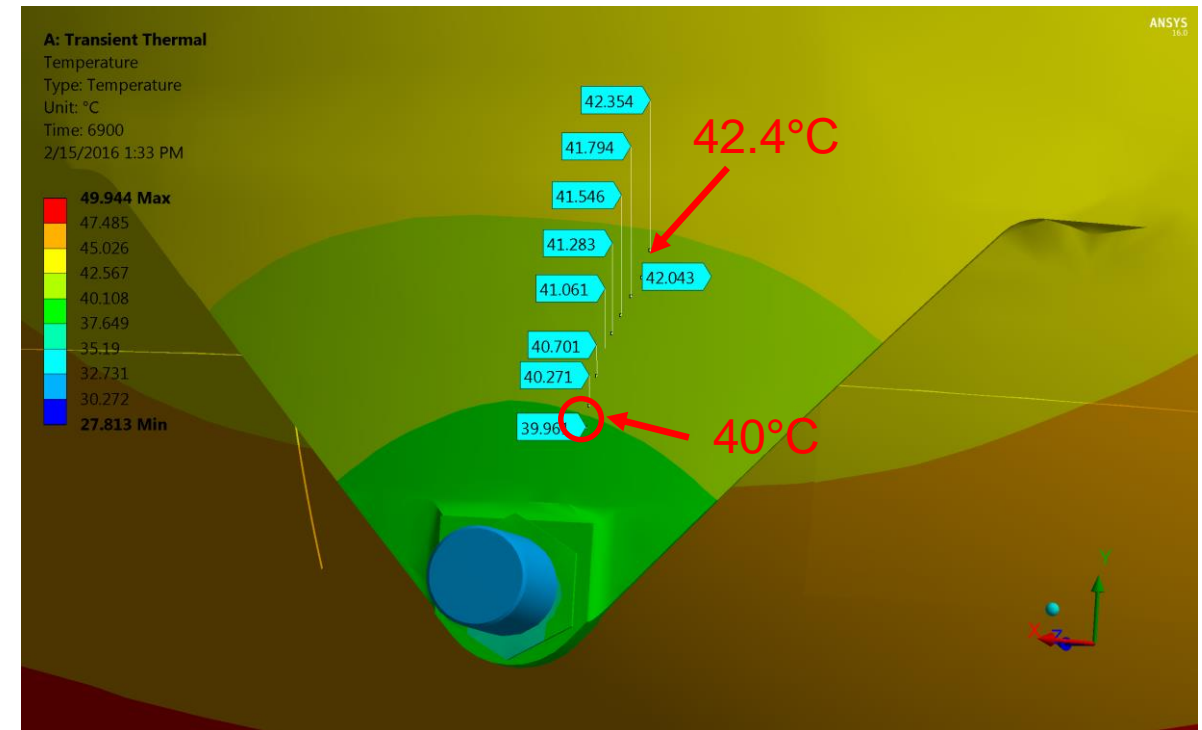 A: Transient Thermal
Temperature
Type: Temperature
Unit: °C
Time: 6900
2/15/2016 1:33 PM
49.944 Max
47.485
45.026
42.567
40.108
37.649
35.19
32.731
30.272
27.813 Min
ANSYS
16.0
42.354
42.4°C
41.794
41.546
41.283
42.043
41.061
40.701
40.271
39.961
40°C
Y
X
Z